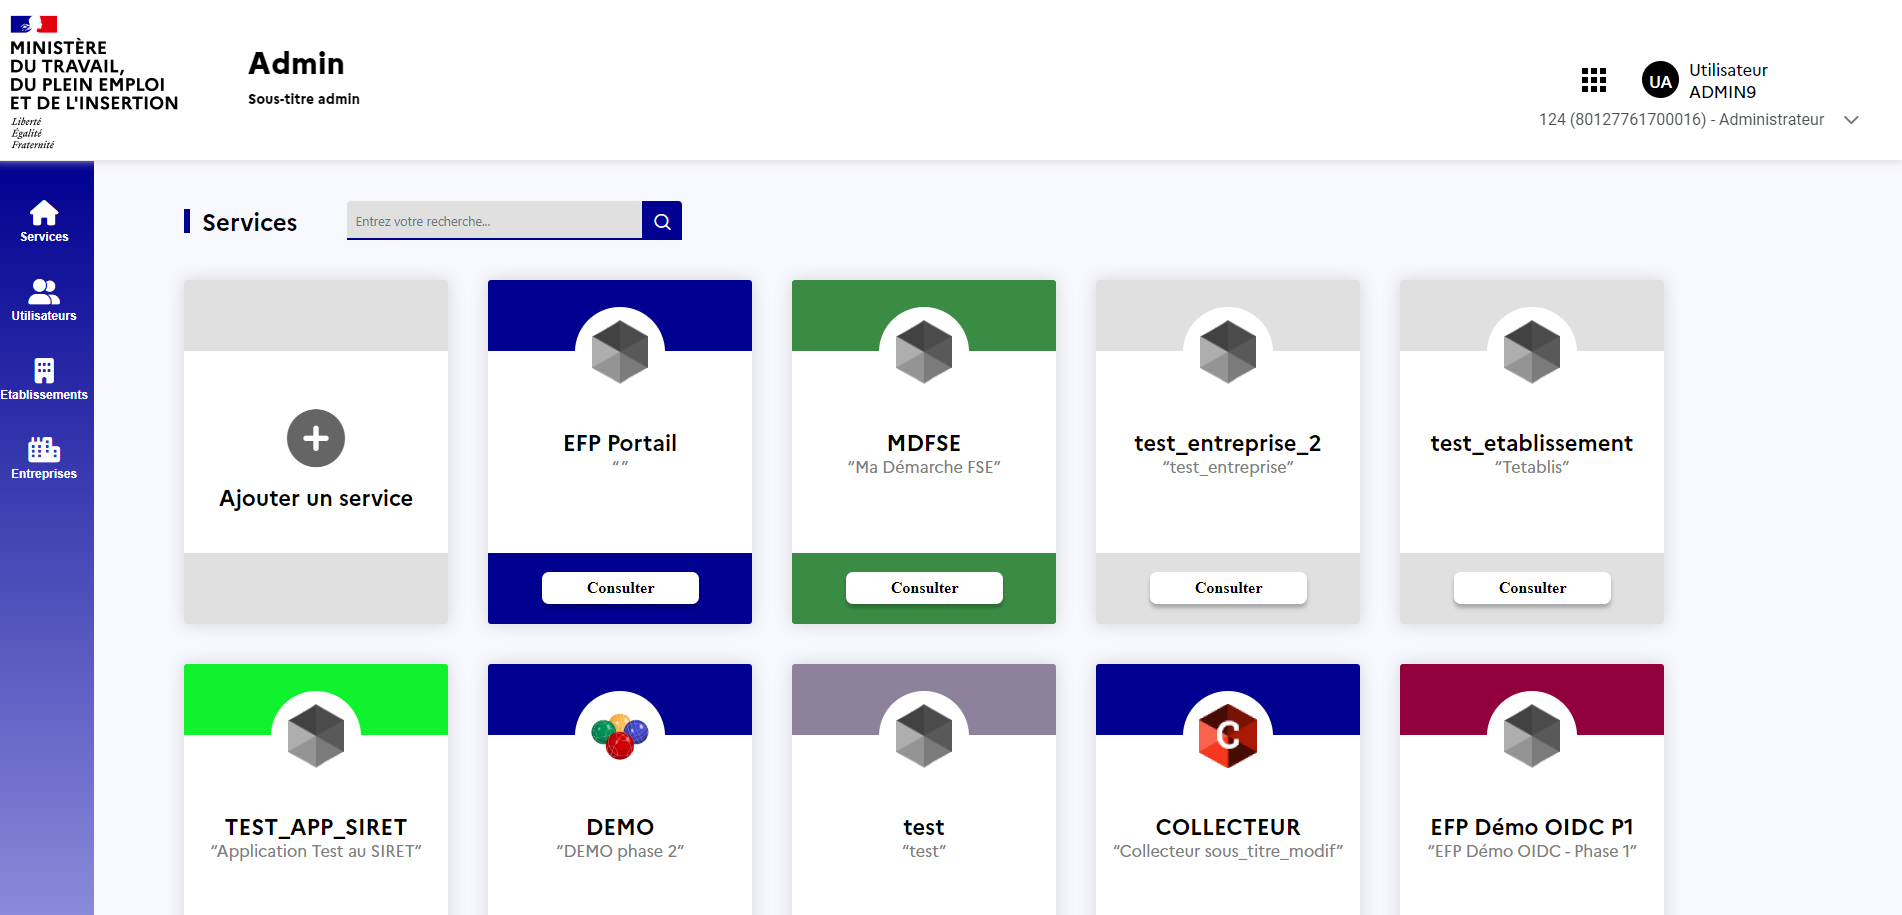 MINISTÈRE
DU TRAVAIL,
DU PLEIN EMPLOI
ET DE L'INSERTION
Liberté
Égalité
Fraternité
Admin
Sous-titre admin
UA
Utilisateur
ADMIN9
124 (80127761700016) - Administrateur
Services
Utilisateurs
Etablissements
Entreprises
Services
Entrez votre recherche...
Ajouter un service
EFP Portail
“”
Consulter
MDFSE
“Ma Démarche FSE”
Consulter
test_entreprise_2
“test_entreprise”
Consulter
test_etablissement
“Tetablis”
Consulter
TEST_APP_SIRET
“Application Test au SIRET”
DEMO
“DEMO phase 2”
test
“test”
C
COLLECTEUR
“Collecteur sous_titre_modif”
EFP Démo OIDC P1
“EFP Démo OIDC - Phase 1”